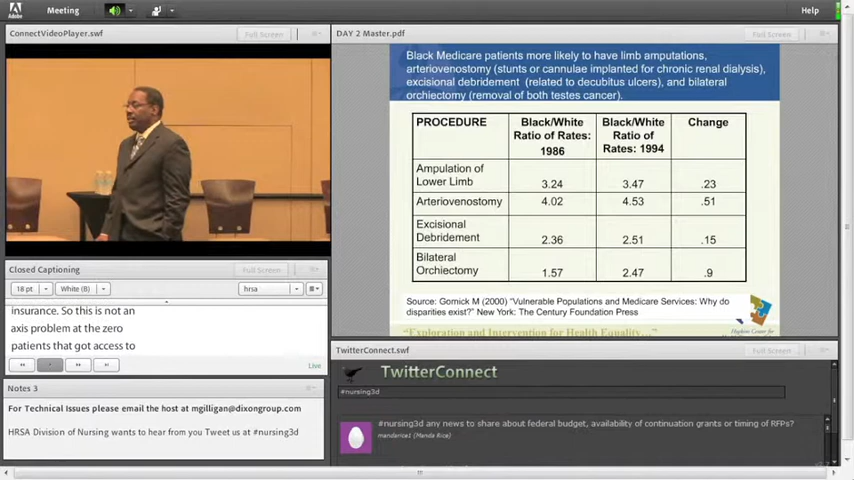 Adobe
Meeting
Help
ConnectVideoPlayer.swf
Full Screen
DAY 2 Master.pdf
Full Screen
Black Medicare patients more likely to have limb amputations,
arteriovenostomy (stunts or cannulae implanted for chronic renal dialysis),
excisional debridement (related to decubitus ulcers), and bilateral
orchiectomy (removal of both testes cancer).
PROCEDURE
Black/White Ratio of Rates: 1986
Black/White Ratio of Rates: 1994
Change
Ampulation of Lower Limb 3.24 3.47 .23
Arteriovenostomy 4.02 4.53 .51
Excisional Debridement 2.36 2.51 .15
Bilateral Orchiectomy 1.57 2.47 .9
Source: Gornick M (2000) "Vulnerable Populations and Medicare Services: Why do
disparities exist?" New York: The Century Foundation Press
"Exploration and Intervention for Health Equality..."
Closed Captioning
Full Screen
18 pt
White (B)
hrsa
insurance. So this is not an
axis problem at the zero
patients that got access to
Live
Notes 3
For Technical Issues please email the host at mgilligan@dixongroup.com
HRSA Division of Nursing wants to hear from you Tweet us at #nursing3d
TwitterConnect.swf
Full Screen
TwitterConnect
#nursing3d
#nursing3d any news to share about federal budget, availability of continuation grants or timing of RFPs?